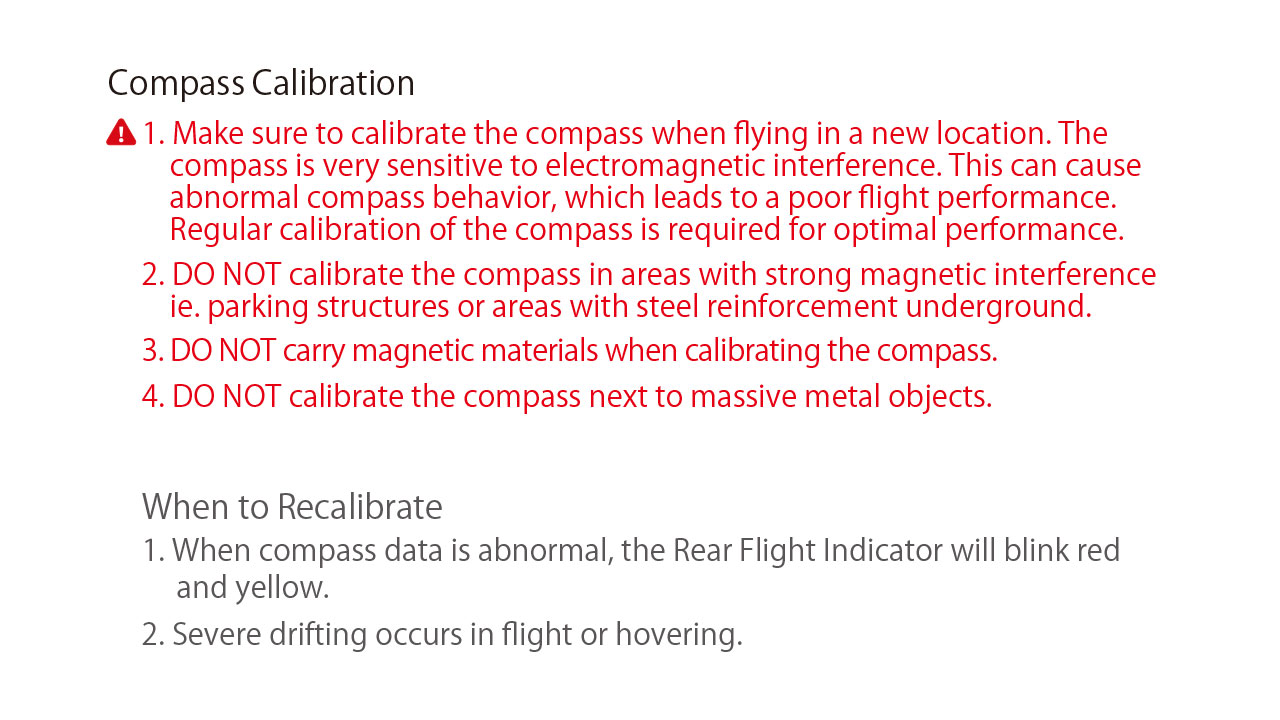 Compass Calibration
1. Make sure to calibrate the compass when flying in a new location. The
compass is very sensitive to electromagnetic interference. This can cause
abnormal compass behavior, which leads to a poor flight performance.
Regular calibration of the compass is required for optimal performance.
2. DO NOT calibrate the compass in areas with strong magnetic interference
ie. parking structures or areas with steel reinforcement underground.
3. DO NOT carry magnetic materials when calibrating the compass.
4. DO NOT calibrate the compass next to massive metal objects.
When to Recalibrate
1. When compass data is abnormal, the Rear Flight Indicator will blink red
and yellow.
2. Severe drifting occurs in flight or hovering.